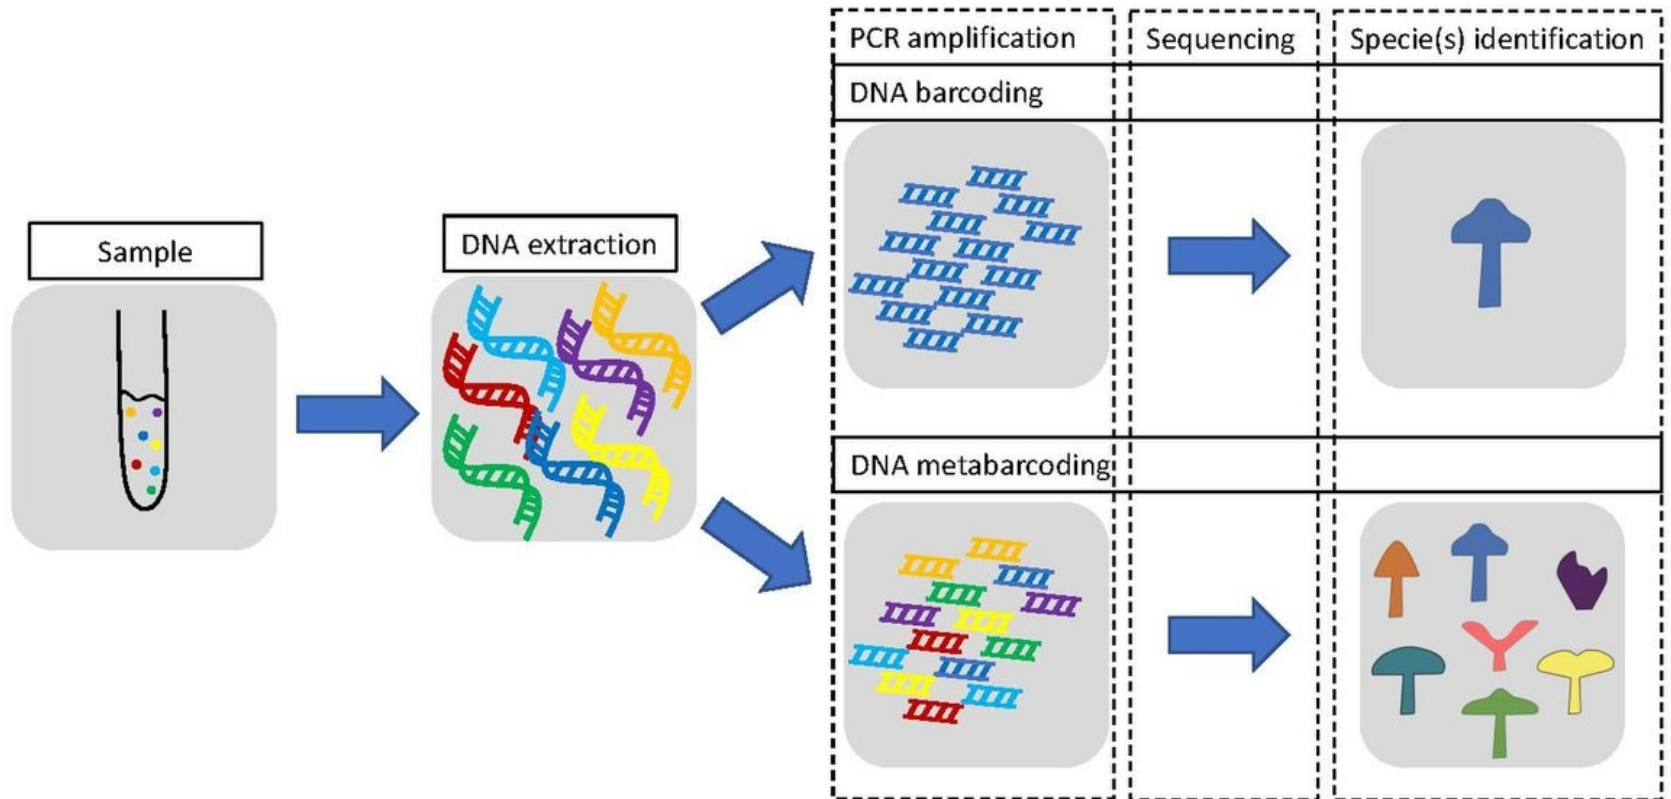 PCR amplification
Sequencing
Specie(s) identification
DNA barcoding
Sample
DNA extraction
DNA metabarcoding